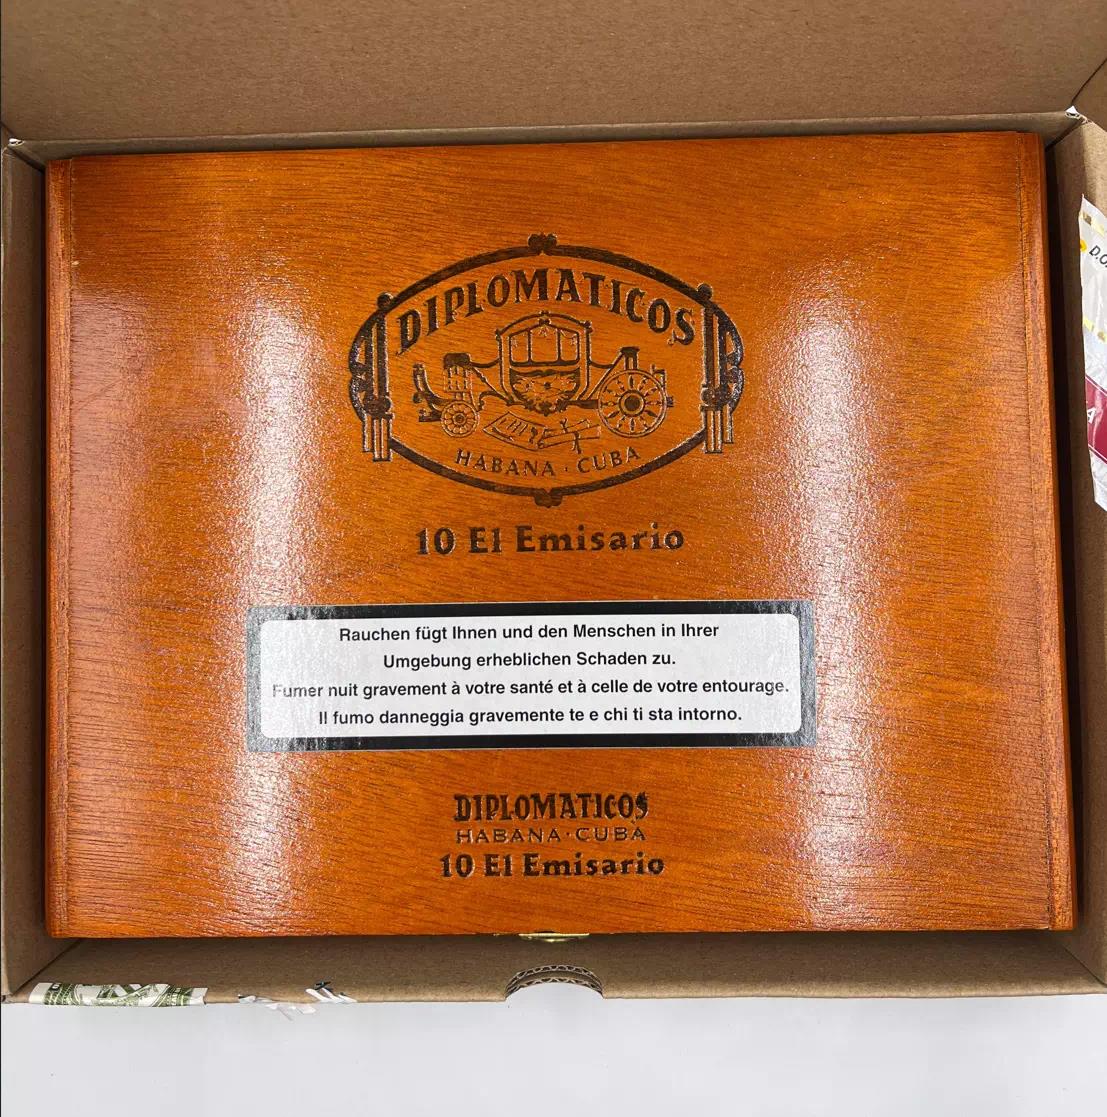 DIPLOMATICOS
HABANA · CUBA
10 El Emisario
Rauchen fügt Ihnen und den Menschen in Ihrer
Umgebung erheblichen Schaden zu.
Fumer nuit gravement à votre santé et à celle de votre entourage.
Il fumo danneggia gravemente te e chi ti sta intorno.
DIPLOMATICOS
HABANA·CUBA
10 El Emisario
D.O.
A